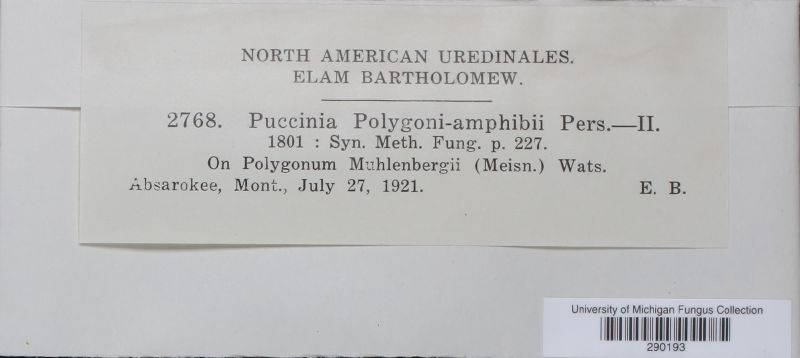 NORTH AMERICAN UREDINALES.
ELAM BARTHOLOMEW.
2768. Puccinia Polygoni-amphibii Pers.—II.
1801 : Syn. Meth. Fung. p. 227.
On Polygonum Muhlenbergii (Meisn.) Wats.
Absarokee, Mont., July 27, 1921. E. B.
University of Michigan Fungus Collection
290193